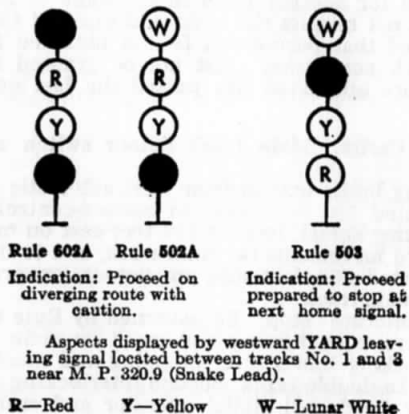 W W
R R
Y Y Y
R
Rule 602A Rule 502A Rule 503
Indication: Proceed on
diverging route with
caution.
Indication: Proceed
prepared to stop at
next home signal.
Aspects displayed by westward YARD leav-
ing signal located between tracks No. 1 and 3
near M. P. 320.9 (Snake Lead).
R—Red Y—Yellow W—Lunar White